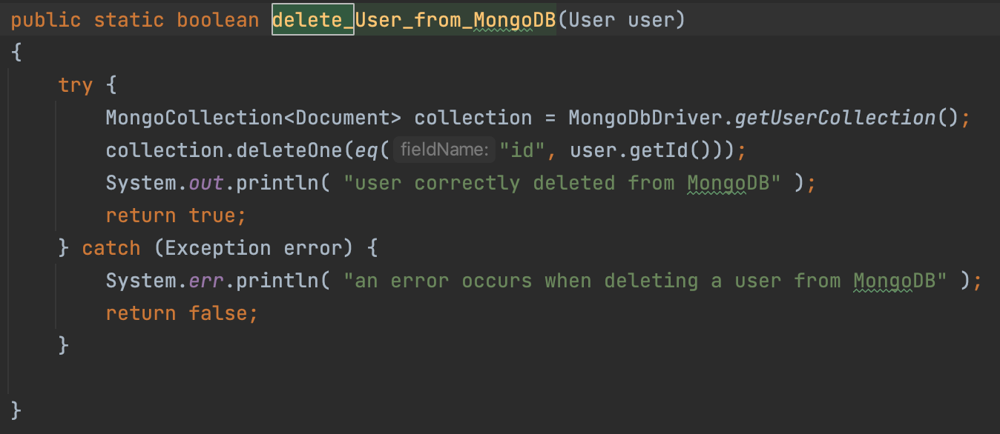 public static boolean delete_User_from_MongoDB(User user)
{
    try {
        MongoCollection<Document> collection = MongoDbDriver.getUserCollection();
        collection.deleteOne(eq( fieldName: "id", user.getId()));
        System.out.println( "user correctly deleted from MongoDB" );
        return true;
    } catch (Exception error) {
        System.err.println( "an error occurs when deleting a user from MongoDB" );
        return false;
    }
}